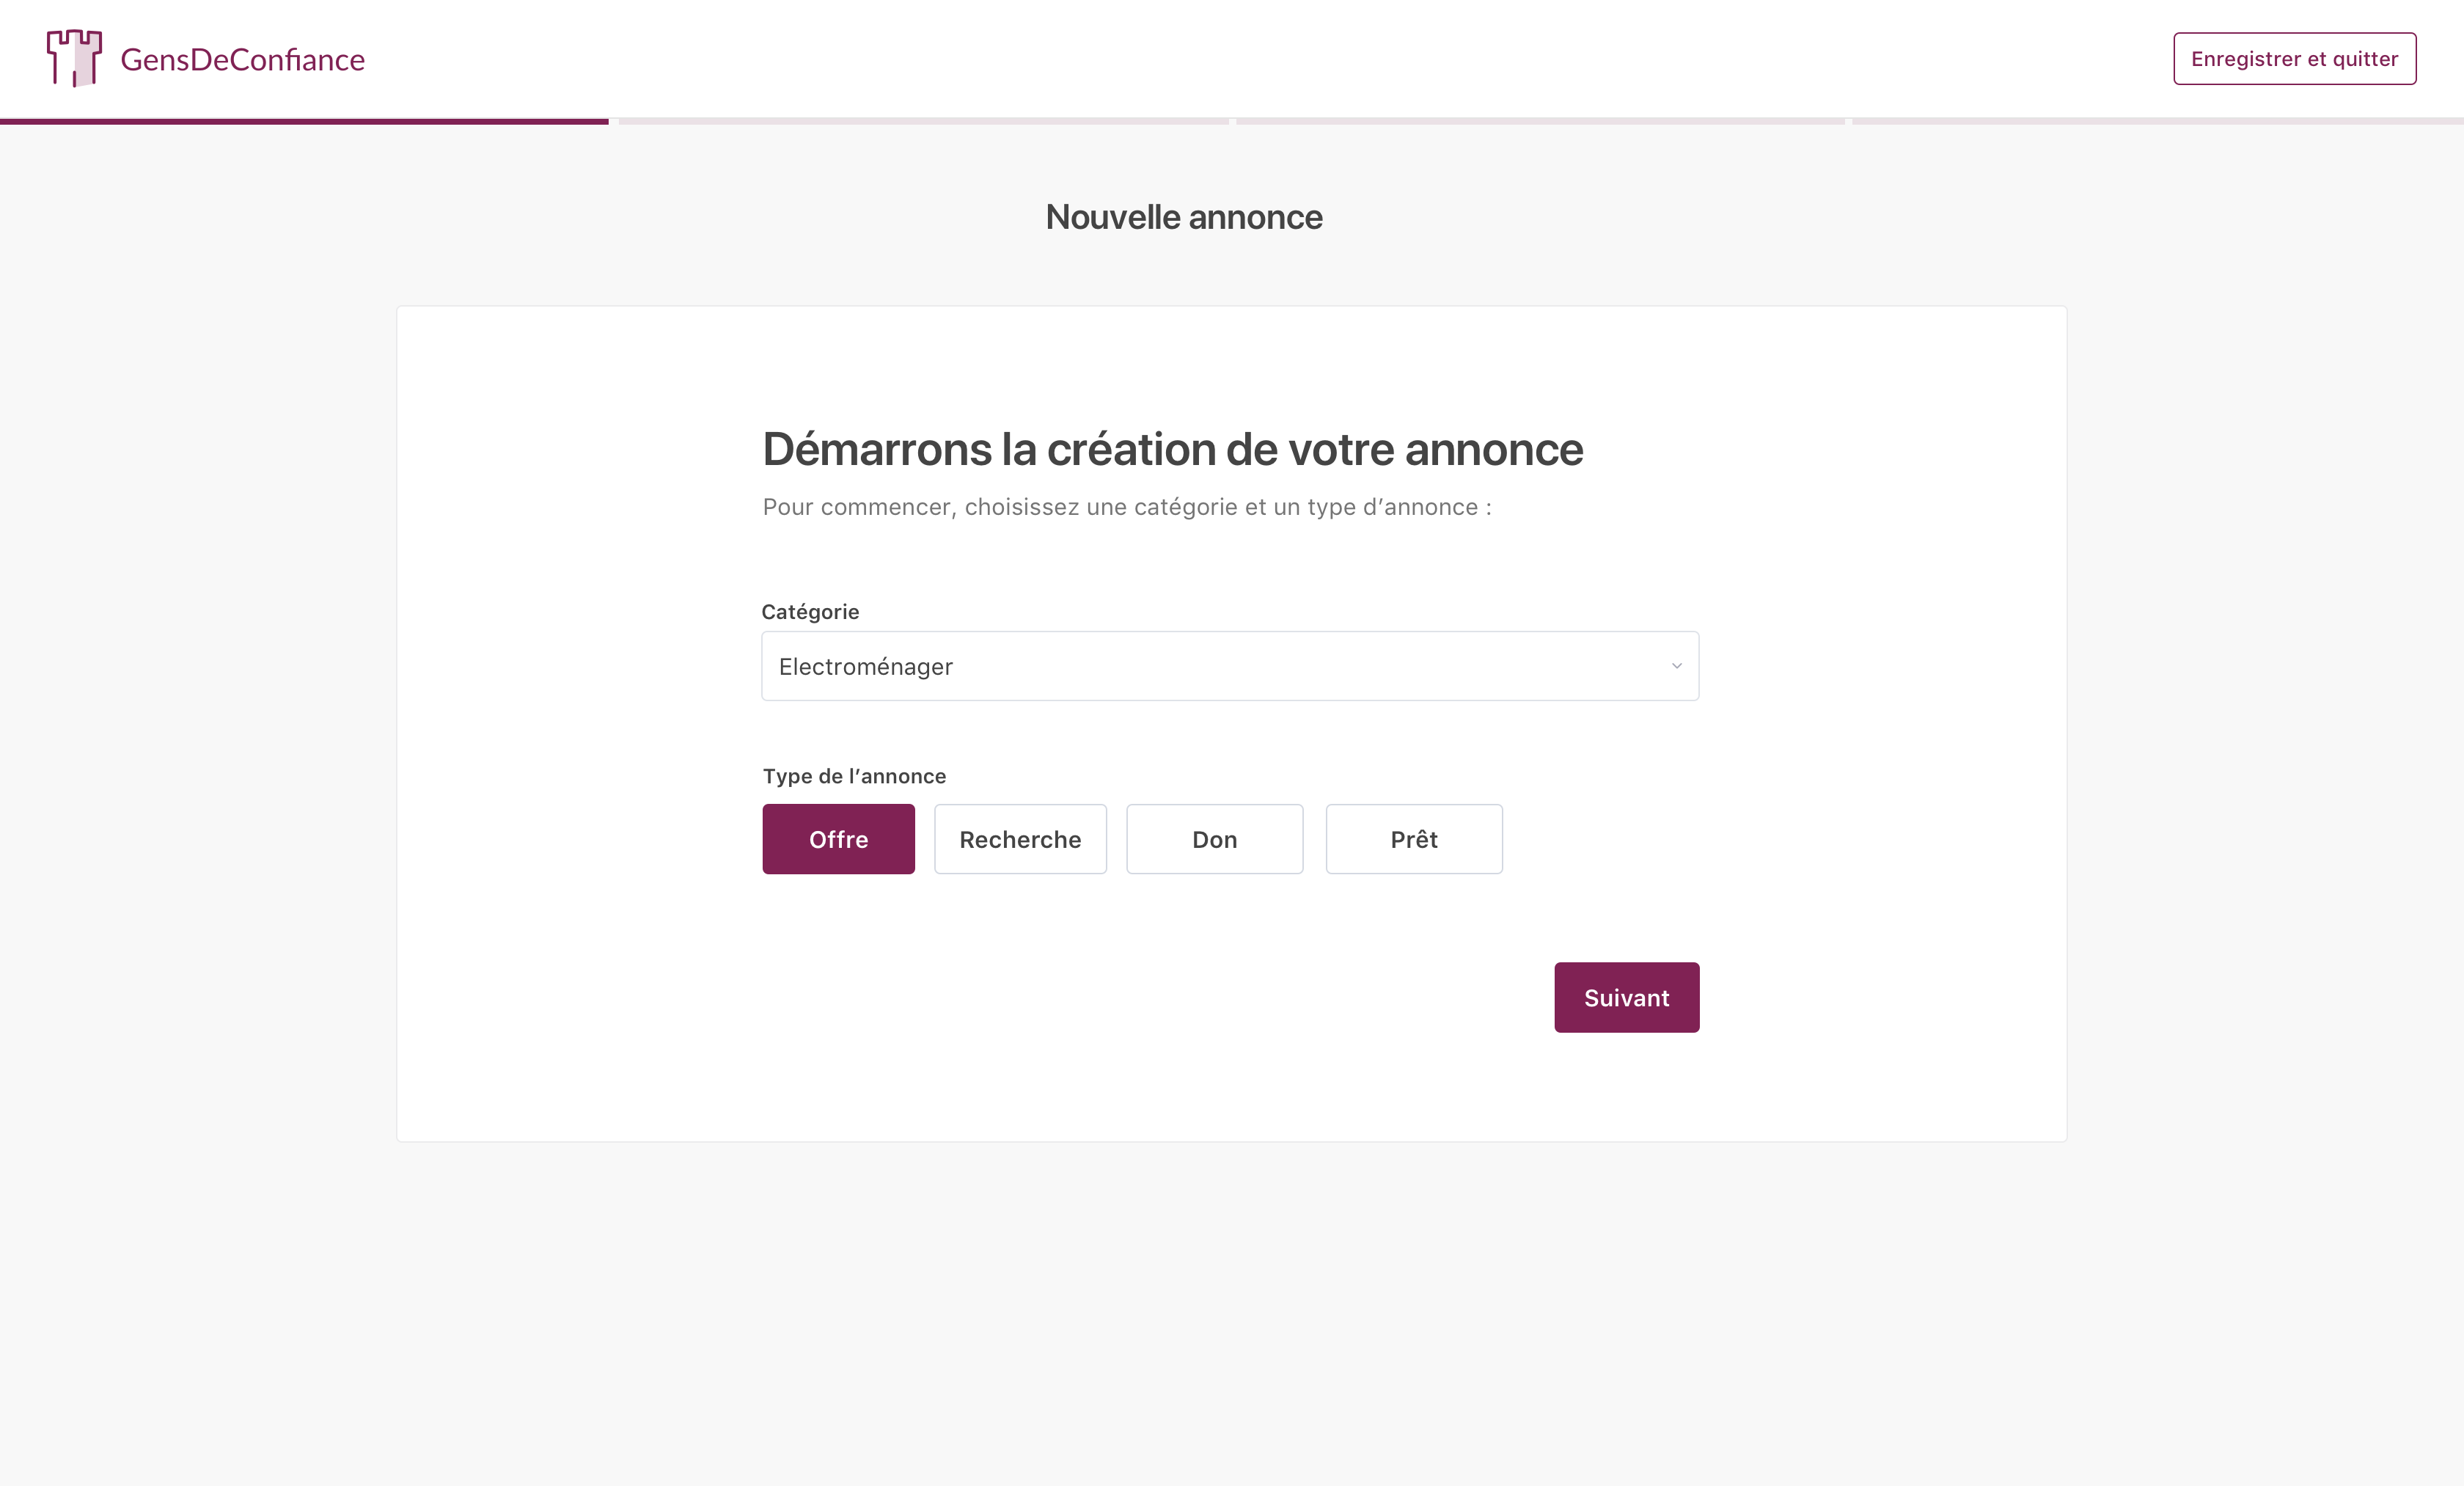 GensDeConfiance
Enregistrer et quitter
Nouvelle annonce
Démarrons la création de votre annonce
Pour commencer, choisissez une catégorie et un type d’annonce :
Catégorie
Electroménager
Type de l’annonce
Offre
Recherche
Don
Prêt
Suivant